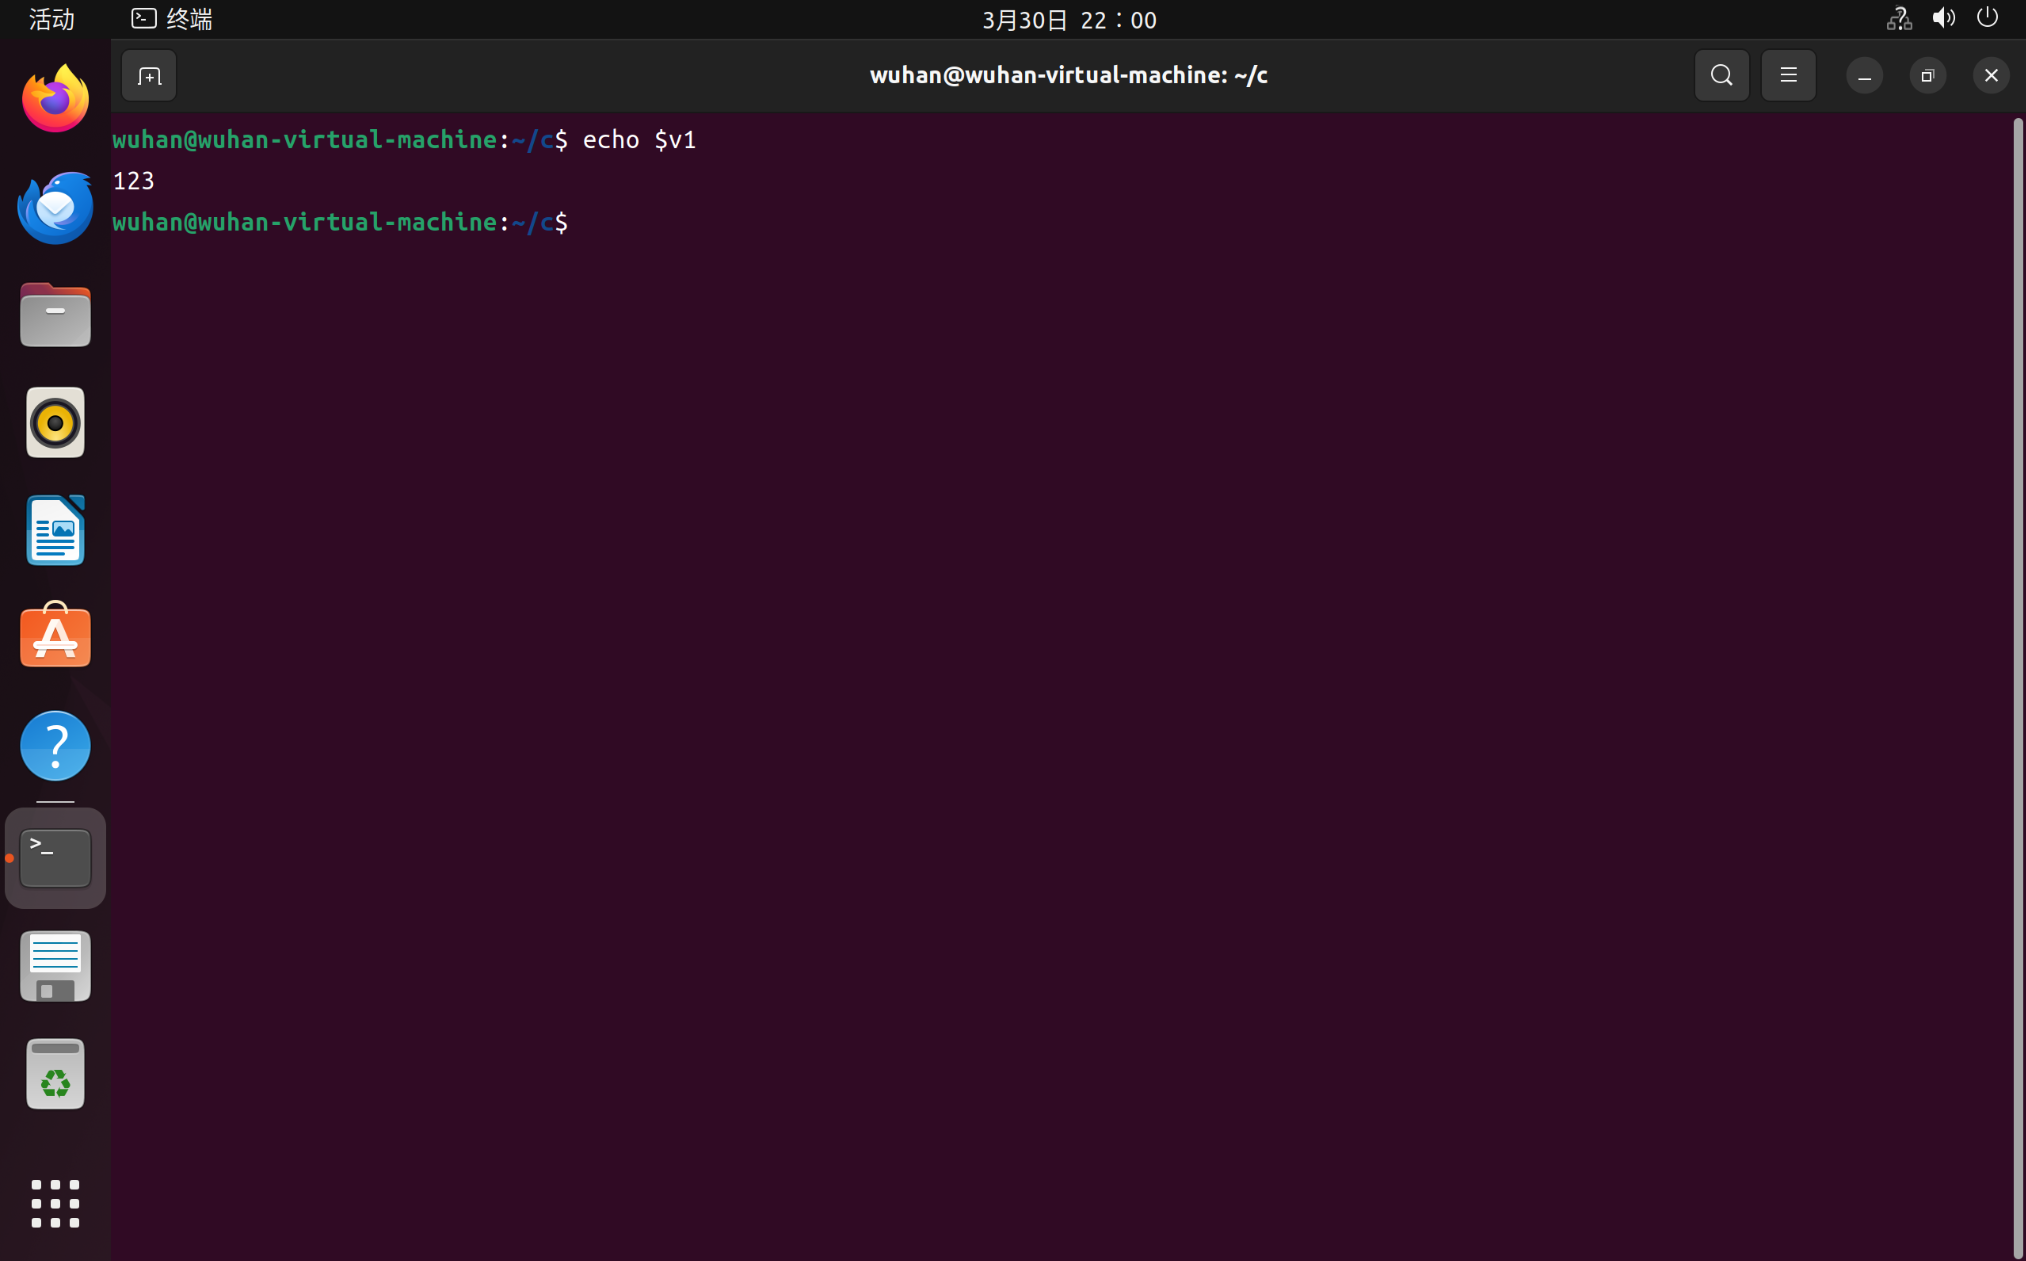 活动 终端 3月30日 22：00
wuhan@wuhan-virtual-machine: ~/c
wuhan@wuhan-virtual-machine:~/c$ echo $v1
123
wuhan@wuhan-virtual-machine:~/c$